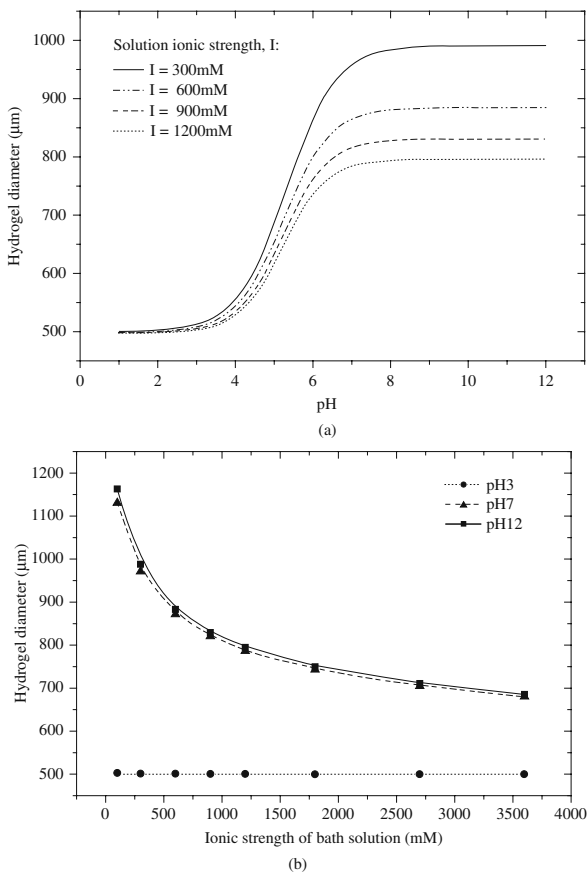 1000
900
800
700
600
500
Hydrogel diameter (μm)
Solution ionic strength, I:
I = 300mM
I = 600mM
I = 900mM
I = 1200mM
0 2 4 6 8 10 12
pH
(a)
1200
1100
1000
900
800
700
600
500
Hydrogel diameter (μm)
pH3
pH7
pH12
0 500 1000 1500 2000 2500 3000 3500 4000
Ionic strength of bath solution (mM)
(b)